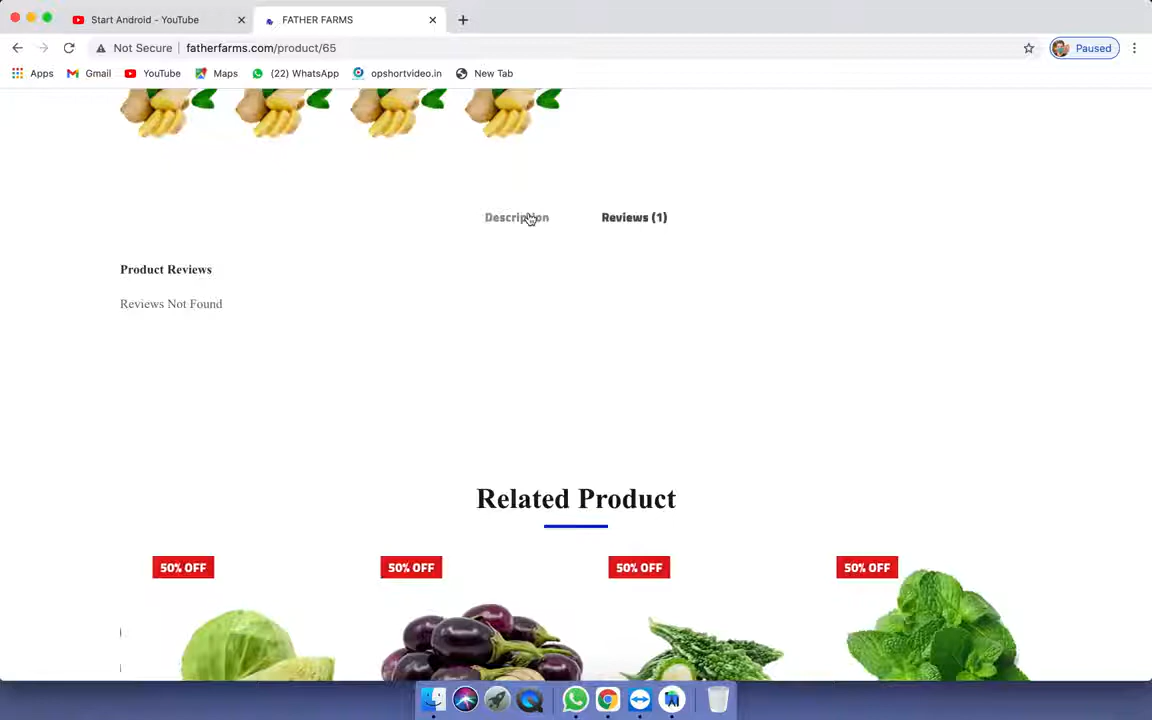 Start Android - YouTube
FATHER FARMS
Not Secure
fatherfarms.com/product/65
Paused
Apps
Gmail
YouTube
Maps
(22) WhatsApp
opshortvideo.in
New Tab
Description
Reviews (1)
Product Reviews
Reviews Not Found
Related Product
50% OFF
50% OFF
50% OFF
50% OFF